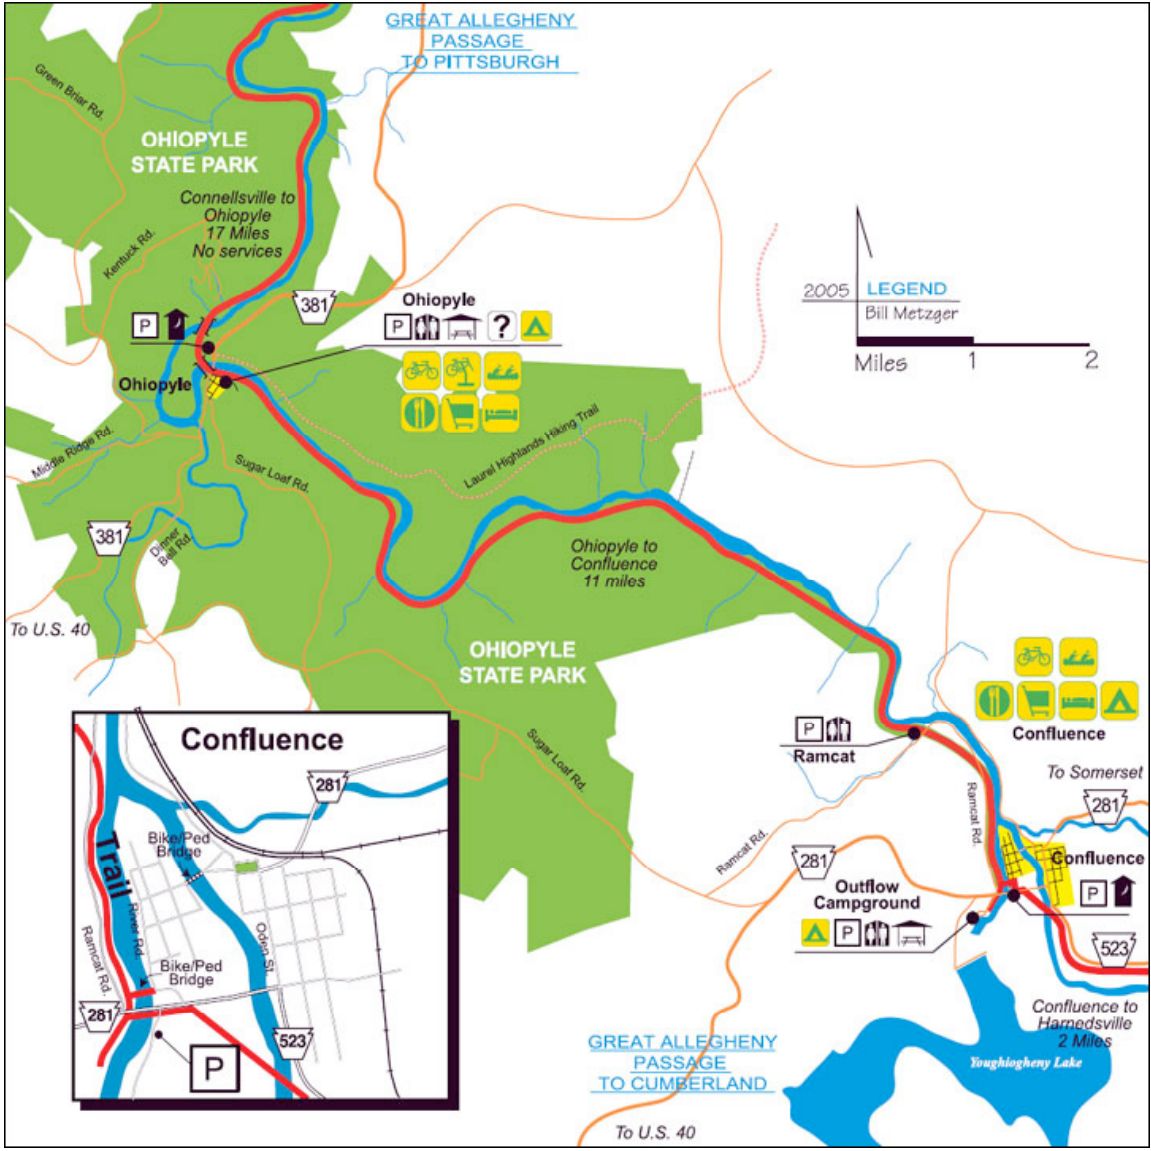 GREAT ALLEGHENY
PASSAGE
TO PITTSBURGH
Green Briar Rd.
OHIOPYLE
STATE PARK
Connellsville to
Ohiopyle
17 Miles
No services
Kentuck Rd.
381
Ohiopyle
P
P
?
2005
LEGEND
Bill Metzger
Miles
1
2
Ohiopyle
Middle Ridge Rd.
Sugar Loaf Rd.
Laurel Highlands Hiking Trail
381
Dinner
Bell Rd.
Ohiopyle to
Confluence
11 miles
To U.S. 40
OHIOPYLE
STATE PARK
Sugar Loaf Rd.
P
Ramcat
Confluence
To Somerset
281
Ramcat Rd.
Ramcat Rd.
281
Confluence
P
Outflow
Campground
P
523
Confluence to
Harnedsville
2 Miles
Youghiogheny Lake
GREAT ALLEGHENY
PASSAGE
TO CUMBERLAND
To U.S. 40
Confluence
281
Bike/Ped
Bridge
Trail
River Rd.
Ramcat Rd.
Oden St.
Bike/Ped
Bridge
281
523
P